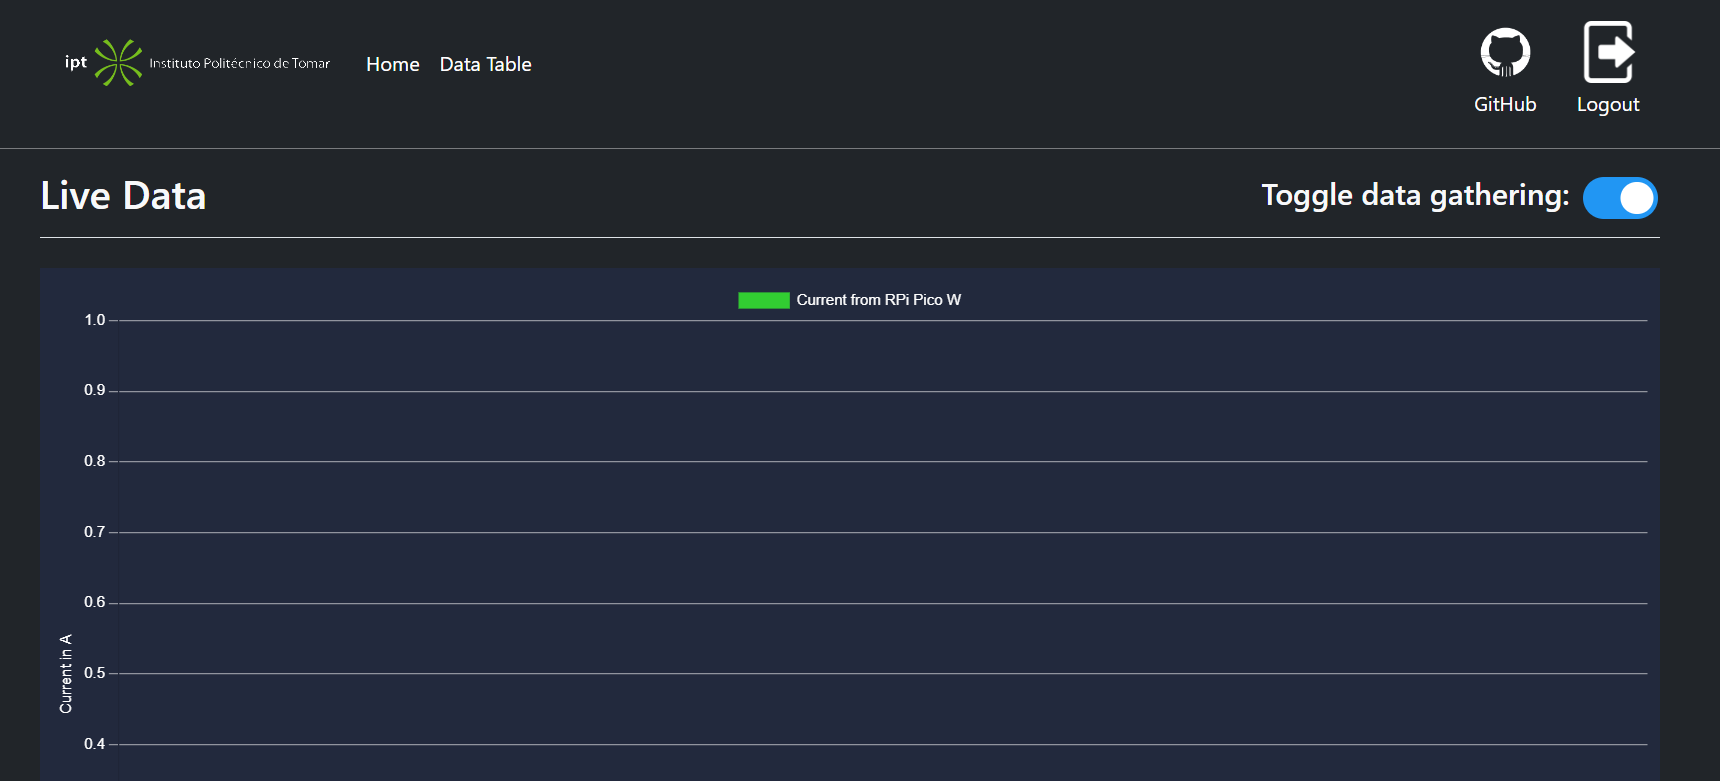 ipt Instituto Politécnico de Tomar
Home
Data Table
GitHub
Logout
Live Data
Toggle data gathering:
Current from RPi Pico W
1.0
0.9
0.8
0.7
0.6
0.5
0.4
Current in A